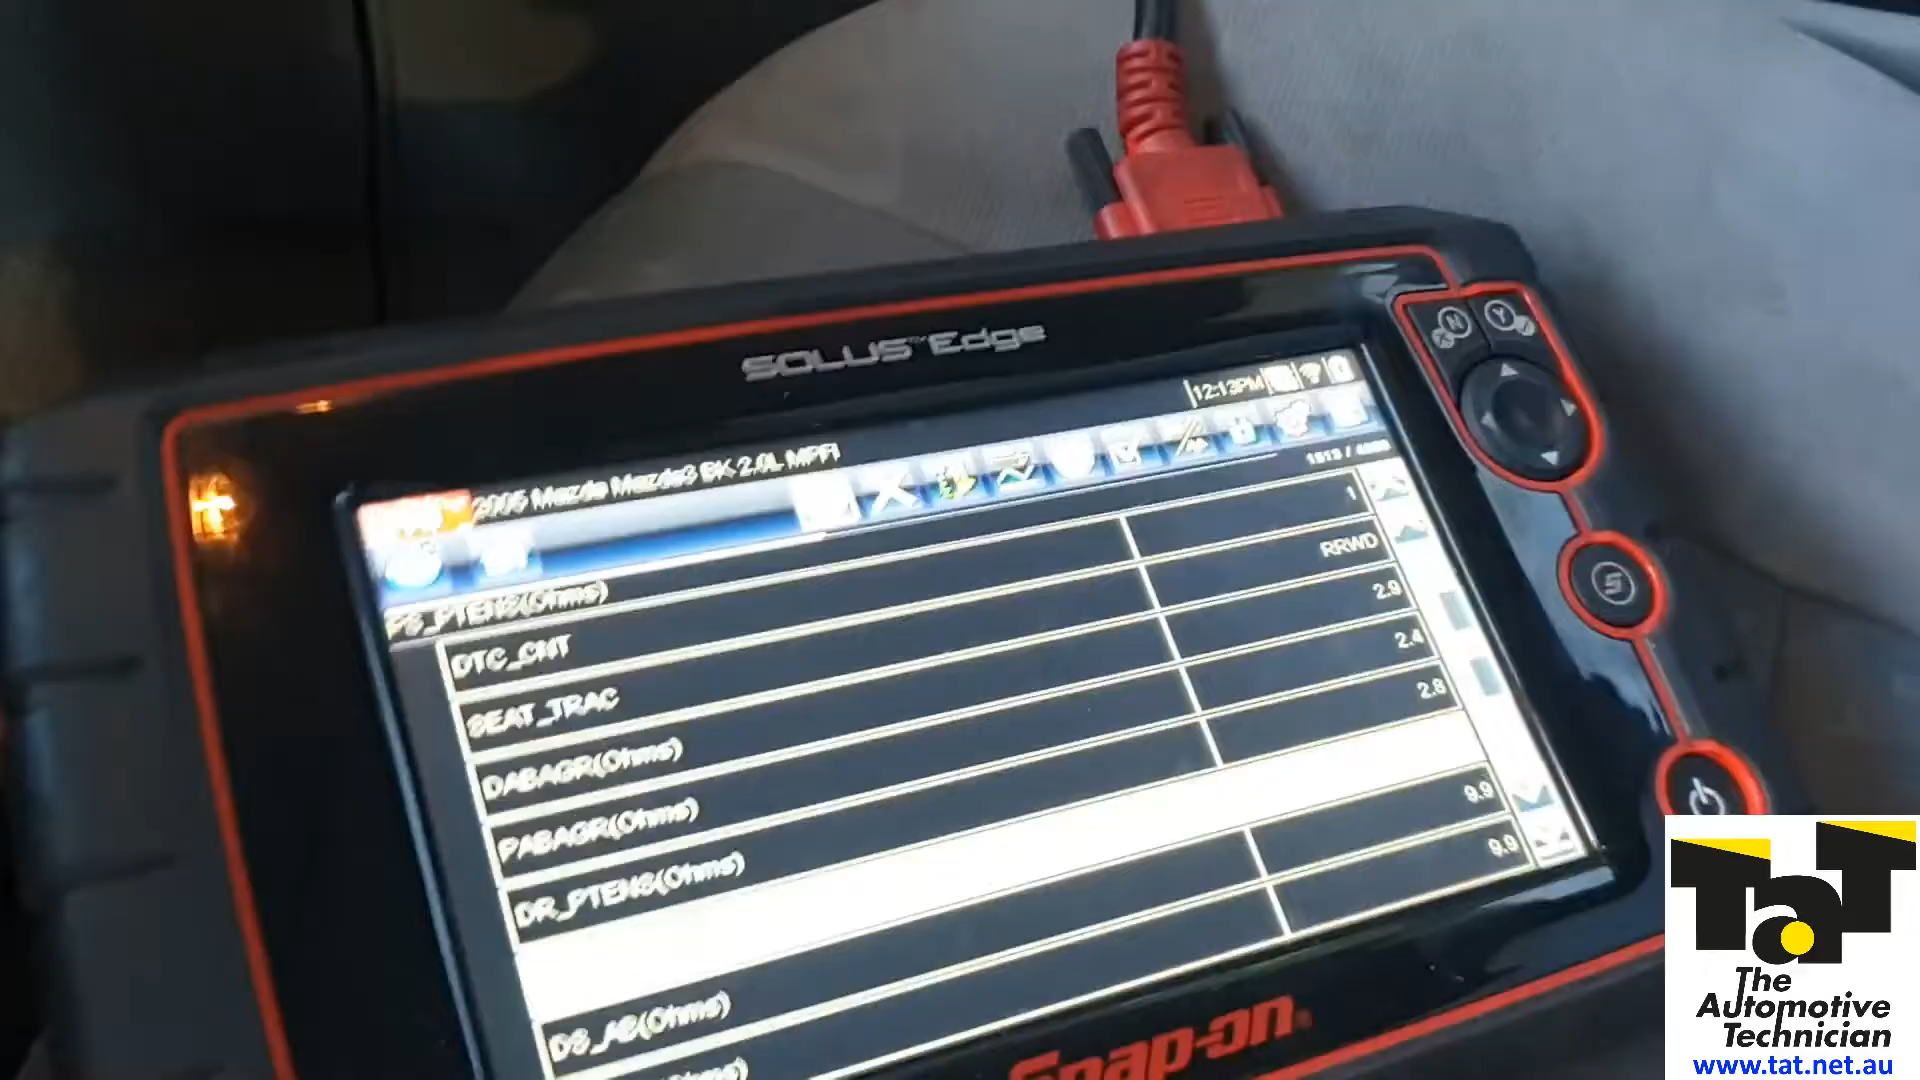 SOLUS™ Edge
12:13PM
2005 Mazda Mazda3 BK 2.0L MPFI
PS_PTENS(Ohms)
DTC_CNT 1
SEAT_TRAC RRWD
DABAGR(Ohms) 2.9
PABAGR(Ohms) 2.4
DR_PTENS(Ohms) 2.8
DS_AB(Ohms) 9.9
9.9
Snap-on
N
Y
S
TaT
The
Automotive
Technician
www.tat.net.au